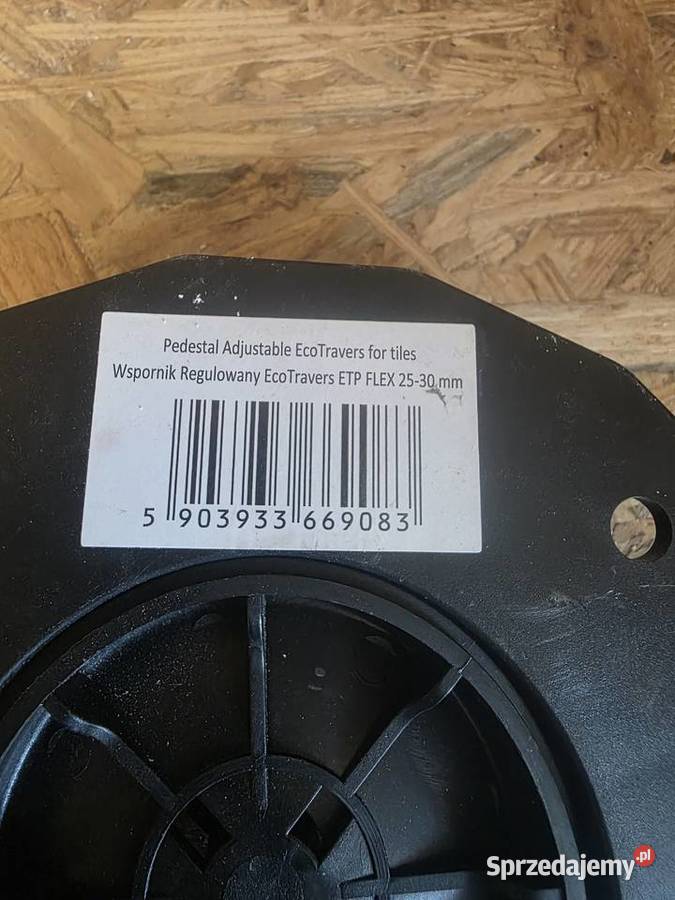 Pedestal Adjustable EcoTravers for tiles
Wspornik Regulowany EcoTravers ETP FLEX 25-30 mm
5 903933 669083
Sprzedajemy.pl